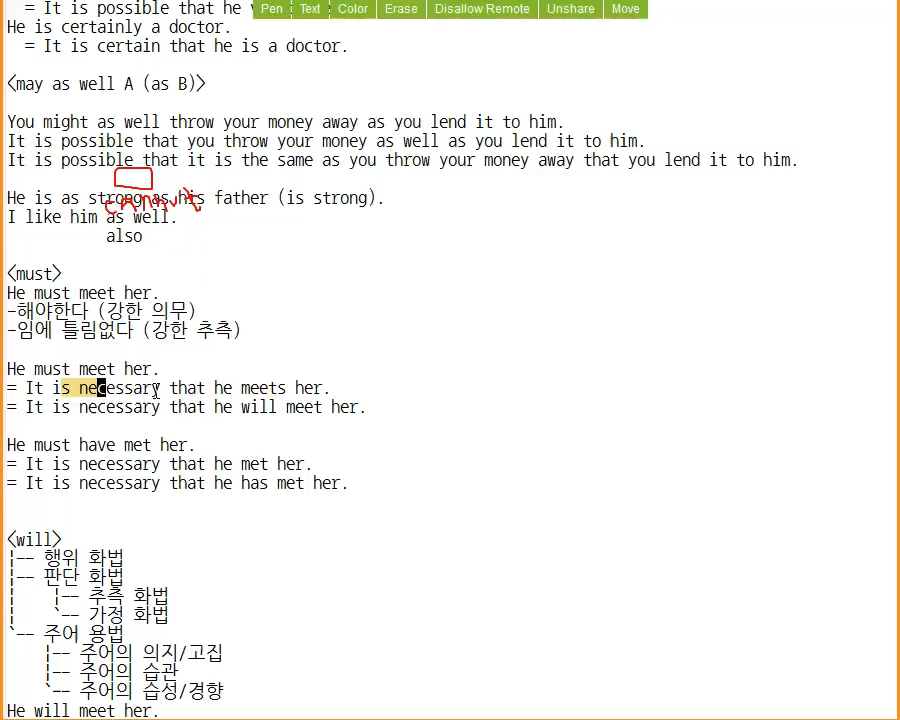 Pen Text Color Erase Disallow Remote Unshare Move
= It is possible that he
He is certainly a doctor.
= It is certain that he is a doctor.
<may as well A (as B)>
You might as well throw your money away as you lend it to him.
It is possible that you throw your money as well as you lend it to him.
It is possible that it is the same as you throw your money away that you lend it to him.
He is as strong as his father (is strong).
cannot
I like him as well.
also
<must>
He must meet her.
-해야한다 (강한 의무)
-임에 틀림없다 (강한 추측)
He must meet her.
= It is necessary that he meets her.
= It is necessary that he will meet her.
He must have met her.
= It is necessary that he met her.
= It is necessary that he has met her.
<will>
¦-- 행위 화법
¦-- 판단 화법
¦   ¦-- 추측 화법
¦   `-- 가정 화법
`-- 주어 용법
    ¦-- 주어의 의지/고집
    ¦-- 주어의 습관
    `-- 주어의 습성/경향
He will meet her.